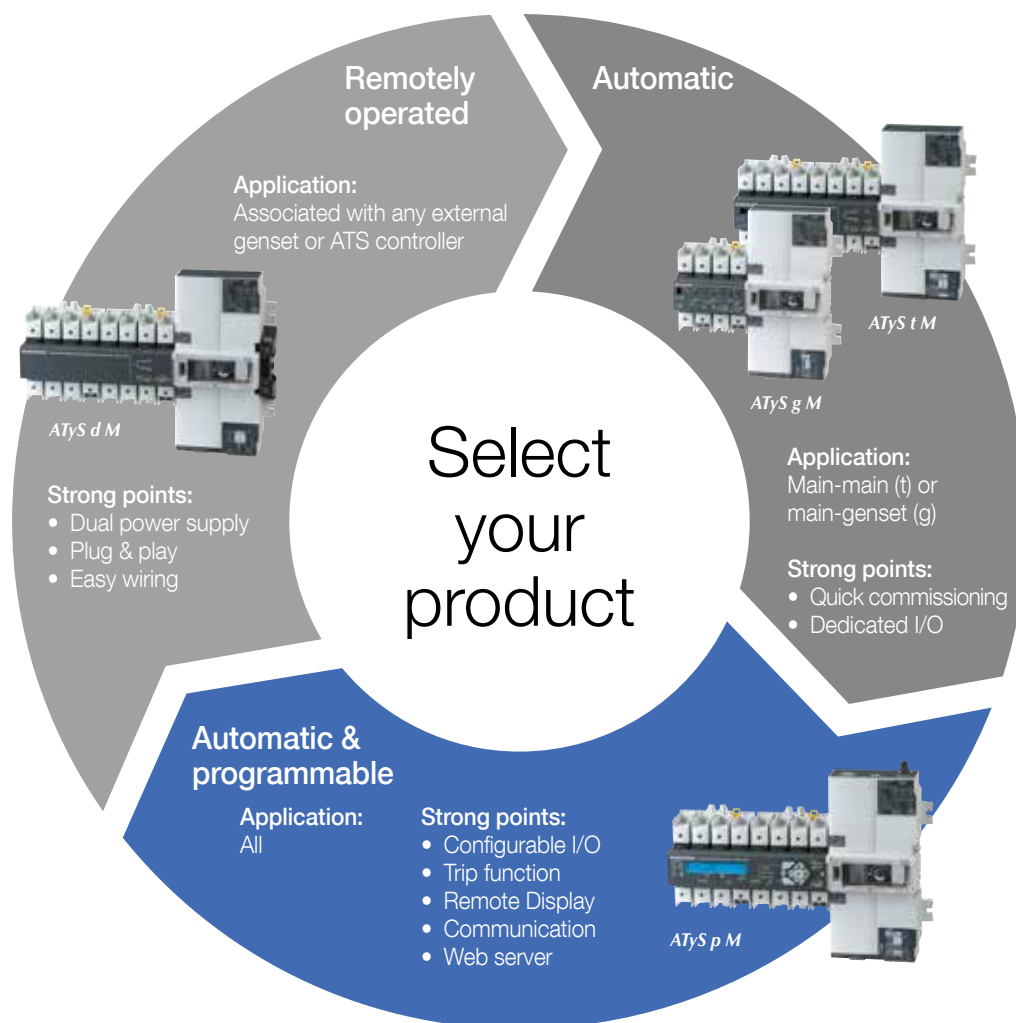 Remotely
operated
Application:
Associated with any external
genset or ATS controller
ATyS d M
Strong points:
• Dual power supply
• Plug & play
• Easy wiring
Automatic
ATyS t M
ATyS g M
Application:
Main-main (t) or
main-genset (g)
Strong points:
• Quick commissioning
• Dedicated I/O
Select
your
product
Automatic &
programmable
Application:
All
Strong points:
• Configurable I/O
• Trip function
• Remote Display
• Communication
• Web server
ATyS p M